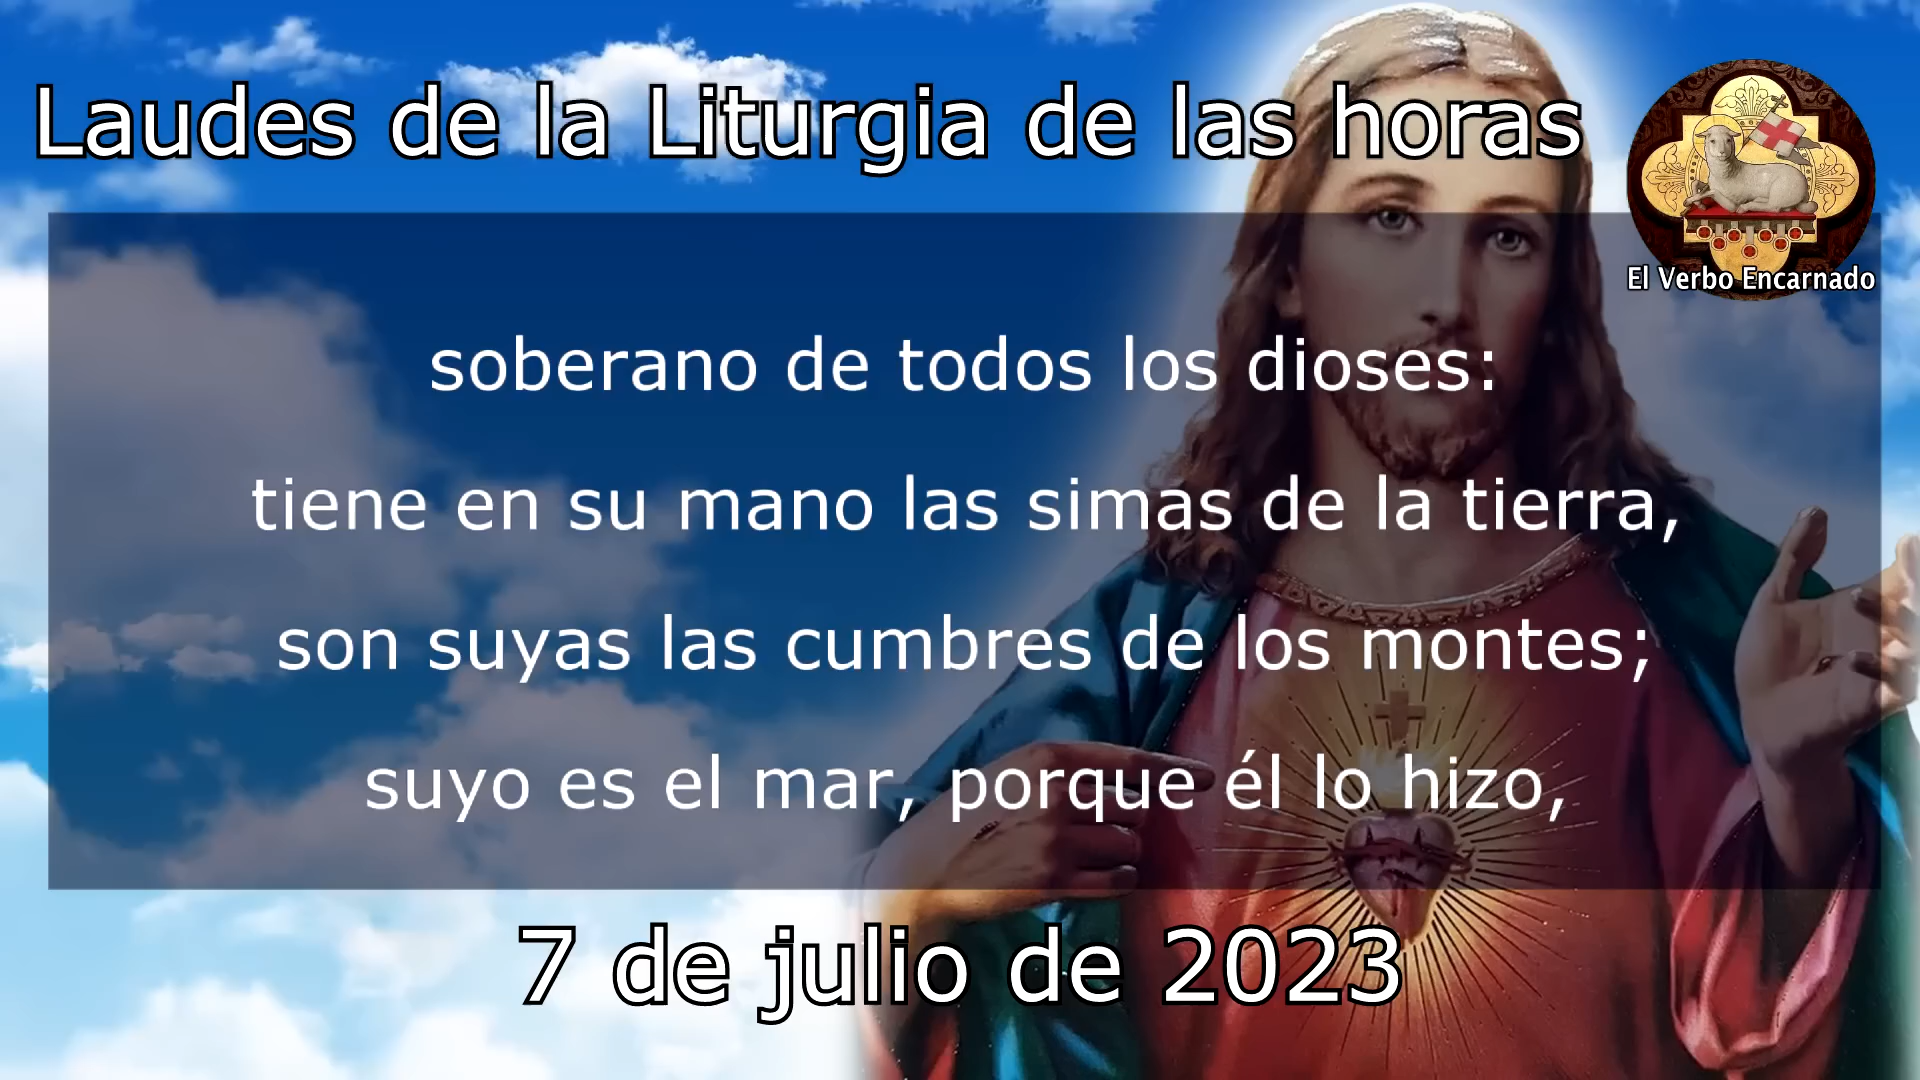 Laudes de la Liturgia de las horas
El Verbo Encarnado
soberano de todos los dioses:
tiene en su mano las simas de la tierra,
son suyas las cumbres de los montes;
suyo es el mar, porque él lo hizo,
7 de julio de 2023